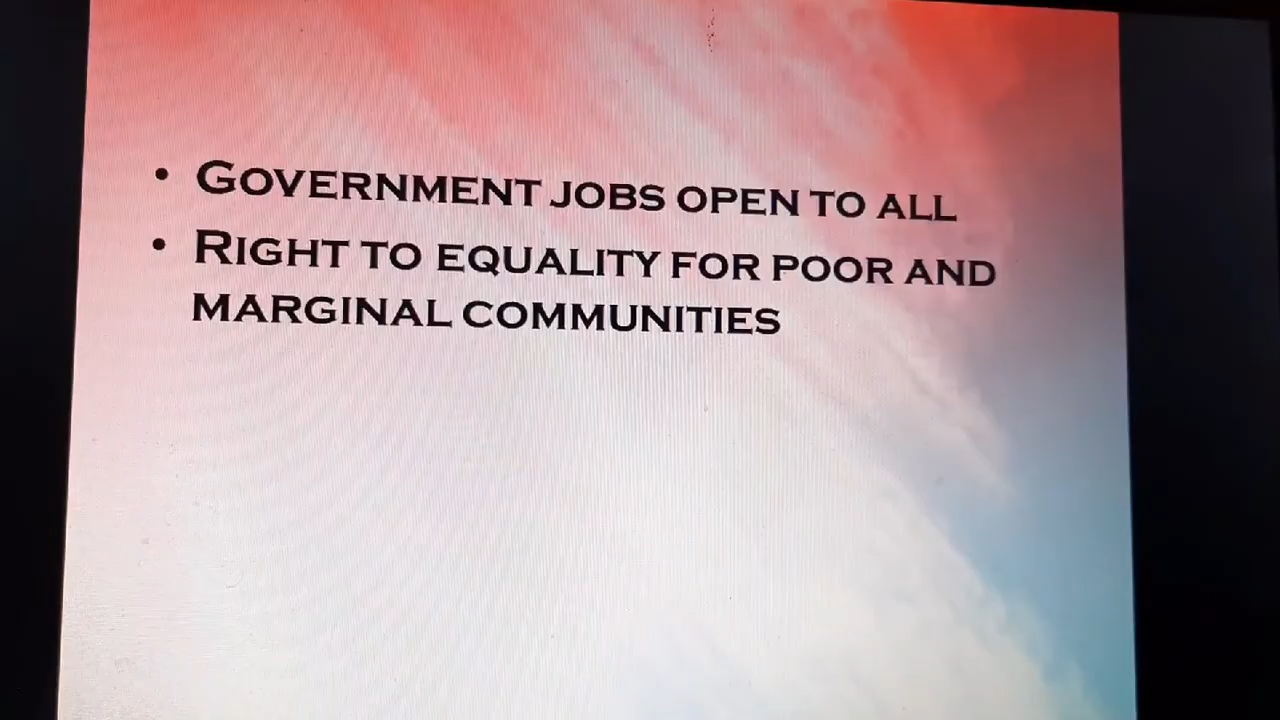 • Government jobs open to all
• Right to equality for poor and
marginal communities